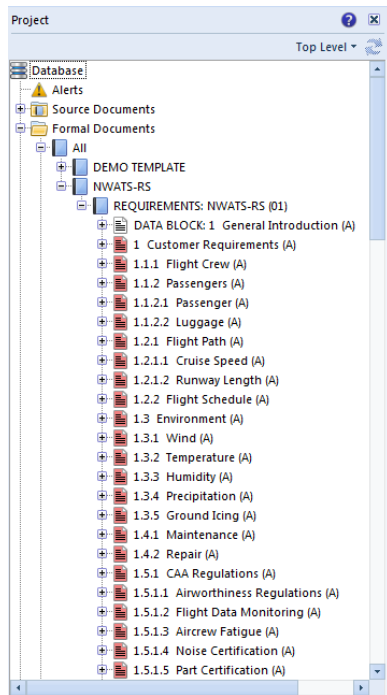 Project
Top Level
Database
Alerts
Source Documents
Formal Documents
All
DEMO TEMPLATE
NWATS-RS
REQUIREMENTS: NWATS-RS (01)
DATA BLOCK: 1 General Introduction (A)
1 Customer Requirements (A)
1.1.1 Flight Crew (A)
1.1.2 Passengers (A)
1.1.2.1 Passenger (A)
1.1.2.2 Luggage (A)
1.2.1 Flight Path (A)
1.2.1.1 Cruise Speed (A)
1.2.1.2 Runway Length (A)
1.2.2 Flight Schedule (A)
1.3 Environment (A)
1.3.1 Wind (A)
1.3.2 Temperature (A)
1.3.3 Humidity (A)
1.3.4 Precipitation (A)
1.3.5 Ground Icing (A)
1.4.1 Maintenance (A)
1.4.2 Repair (A)
1.5.1 CAA Regulations (A)
1.5.1.1 Airworthiness Regulations (A)
1.5.1.2 Flight Data Monitoring (A)
1.5.1.3 Aircrew Fatigue (A)
1.5.1.4 Noise Certification (A)
1.5.1.5 Part Certification (A)